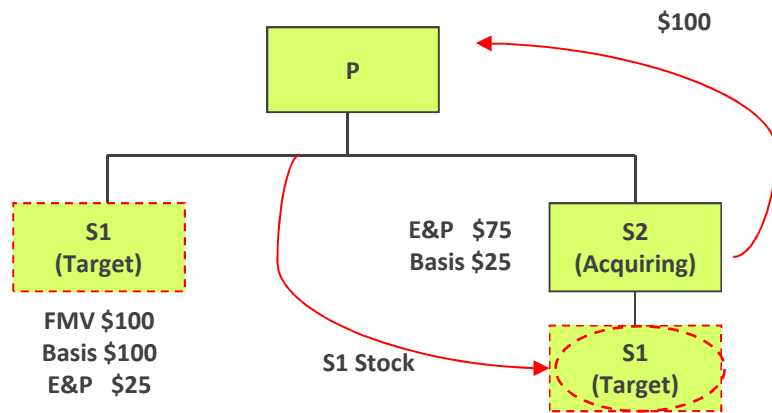 $100
P
S1
(Target)
E&P $75
Basis $25
S2
(Acquiring)
FMV $100
Basis $100
E&P $25
S1 Stock
S1
(Target)